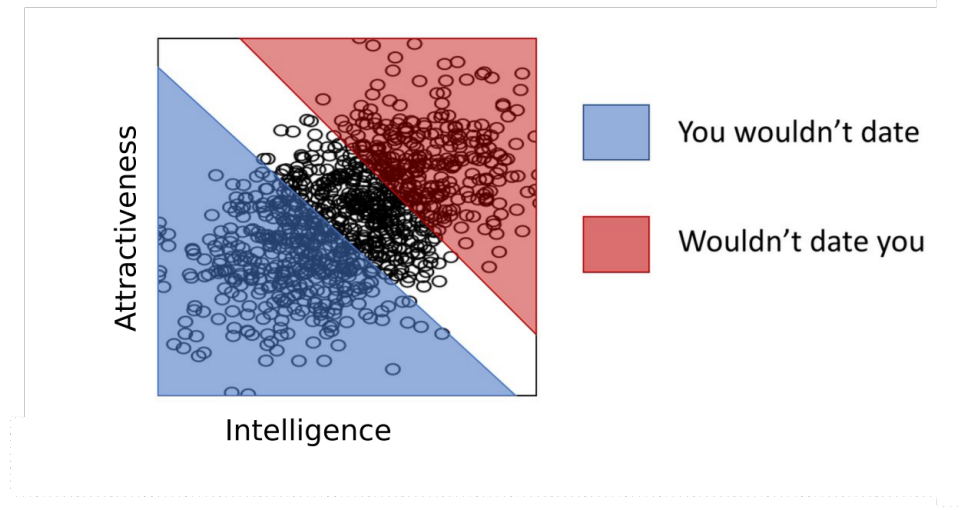 Attractiveness
Intelligence
You wouldn’t date
Wouldn’t date you